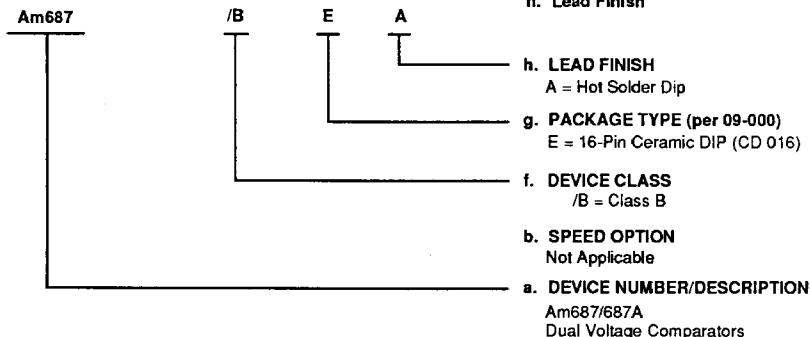 n. Lead Finish
Am687 /B E A
h. LEAD FINISH
A = Hot Solder Dip
g. PACKAGE TYPE (per 09-000)
E = 16-Pin Ceramic DIP (CD 016)
f. DEVICE CLASS
/B = Class B
b. SPEED OPTION
Not Applicable
a. DEVICE NUMBER/DESCRIPTION
Am687/687A
Dual Voltage Comparators